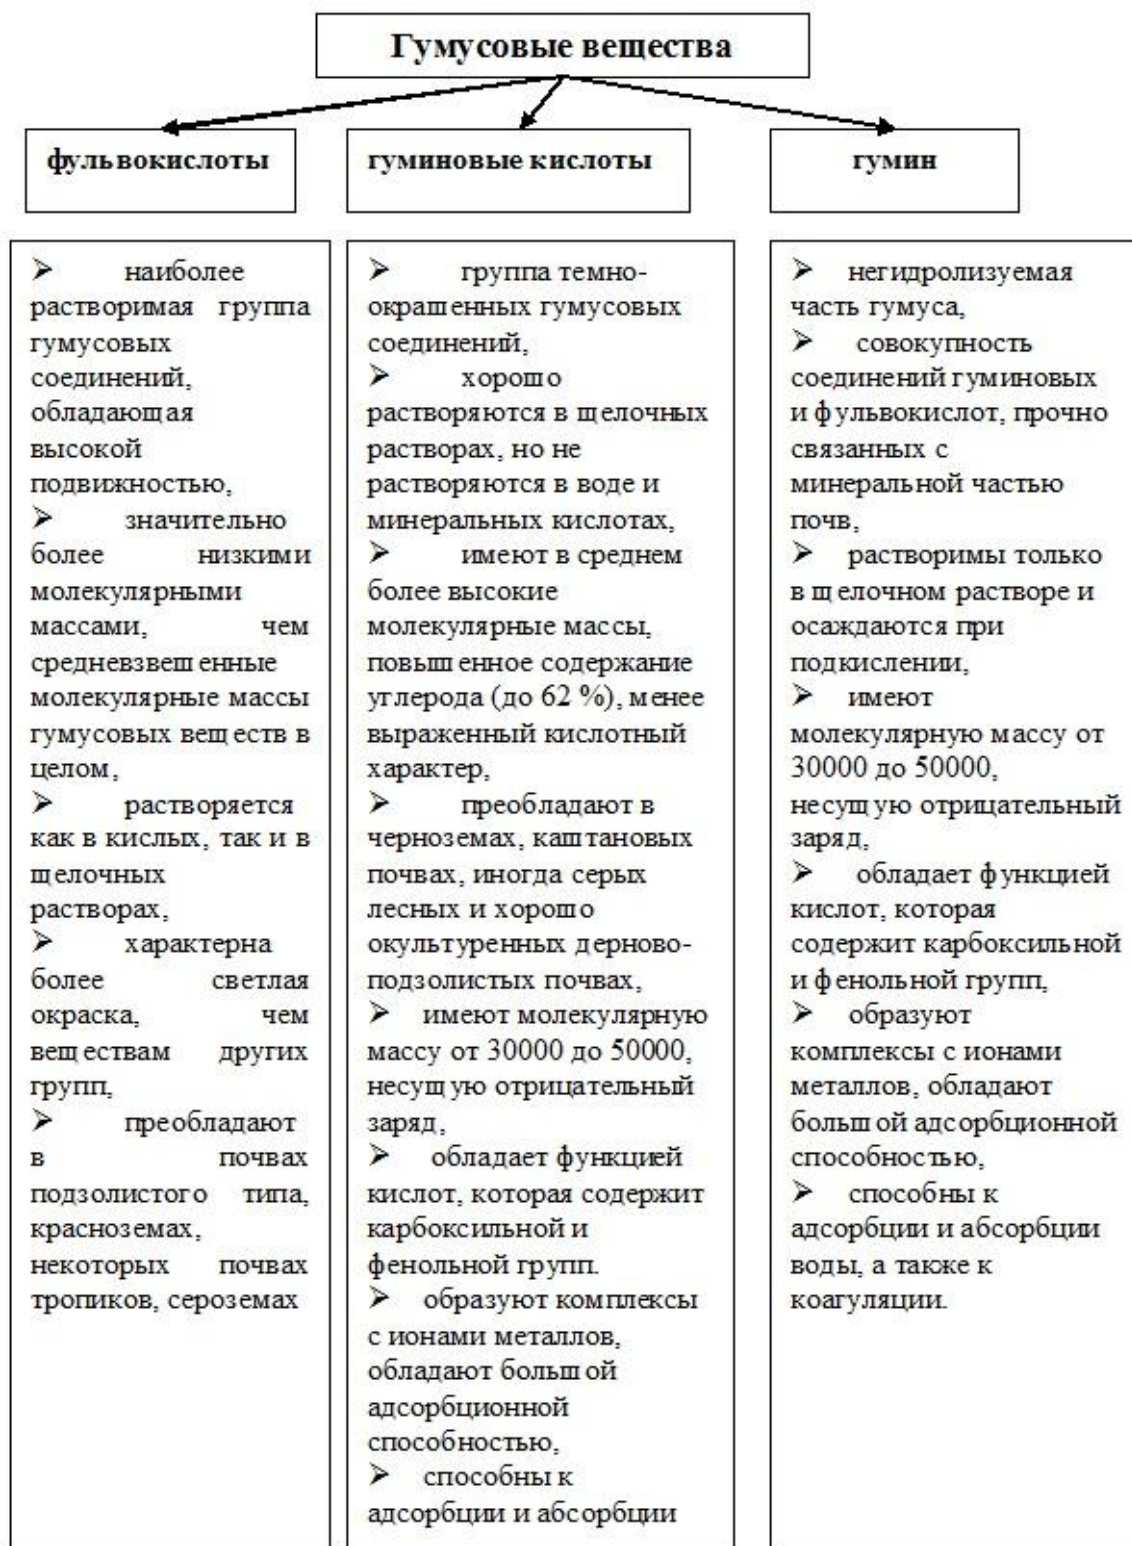 Гумусовые вещества
фульвокислоты
гуминовые кислоты
гумин
➢ наиболее
растворимая группа
гумусовых
соединений,
обладающая
высокой
подвижностью,
➢ значительно
более низкими
молекулярными
массами, чем
средневзвешенные
молекулярные массы
гумусовых веществ в
целом,
➢ растворяется
как в кислых, так и в
щелочных
растворах,
➢ характерна
более светлая
окраска, чем
веществам других
групп,
➢ преобладают
в почвах
подзолистого типа,
красноземах,
некоторых почвах
тропиков, сероземах
➢ группа темно-
окрашенных гумусовых
соединений,
➢ хорошо
растворяются в щелочных
растворах, но не
растворяются в воде и
минеральных кислотах,
➢ имеют в среднем
более высокие
молекулярные массы,
повышенное содержание
углерода (до 62 %), менее
выраженный кислотный
характер,
➢ преобладают в
черноземах, каштановых
почвах, иногда серых
лесных и хорошо
окультуренных дерново-
подзолистых почвах,
➢ имеют молекулярную
массу от 30000 до 50000,
несущую отрицательный
заряд,
➢ обладает функцией
кислот, которая содержит
карбоксильной и
фенольной групп.
➢ образуют комплексы
с ионами металлов,
обладают большой
адсорбционной
способностью,
➢ способны к
адсорбции и абсорбции
➢ негидролизуемая
часть гумуса,
➢ совокупность
соединений гуминовых
и фульвокислот, прочно
связанных с
минеральной частью
почв,
➢ растворимы только
в щелочном растворе и
осаждаются при
подкислении,
➢ имеют
молекулярную массу от
30000 до 50000,
несущую отрицательный
заряд,
➢ обладает функцией
кислот, которая
содержит карбоксильной
и фенольной групп,
➢ образуют
комплексы с ионами
металлов, обладают
большой адсорбционной
способностью,
➢ способны к
адсорбции и абсорбции
воды, а также к
коагуляции.